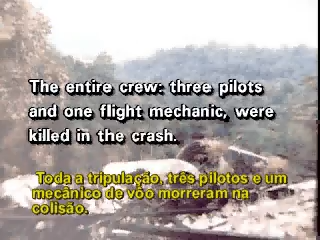 The entire crew: three pilots
and one flight mechanic, were
killed in the crash.
Toda a tripulação, três pilotos e um
mecânico de vôo morreram na
colisão.